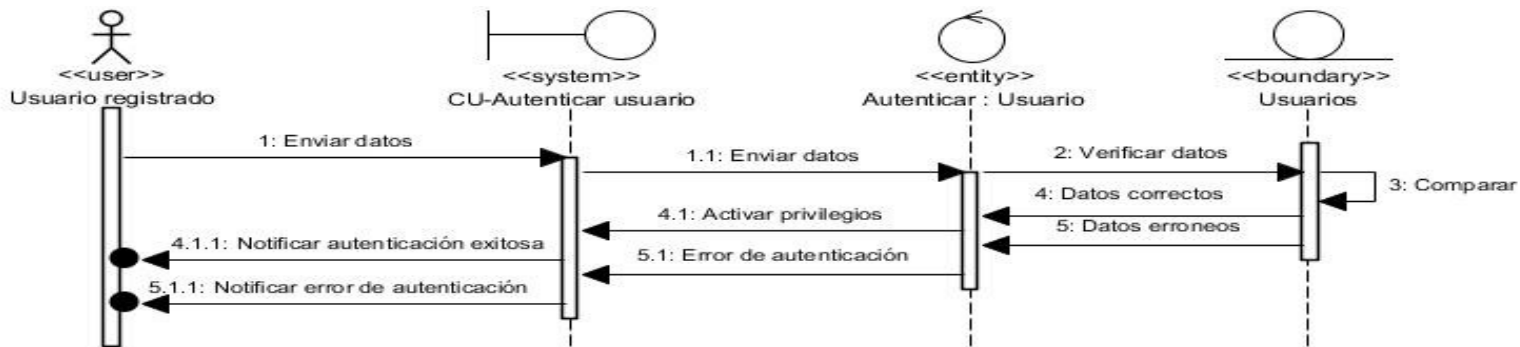 <<user>>
Usuario registrado
<<system>>
CU-Autenticar usuario
<<entity>>
Autenticar : Usuario
<<boundary>>
Usuarios
1: Enviar datos
1.1: Enviar datos
2: Verificar datos
3: Comparar
4: Datos correctos
4.1: Activar privilegios
5: Datos erroneos
4.1.1: Notificar autenticación exitosa
5.1: Error de autenticación
5.1.1: Notificar error de autenticación